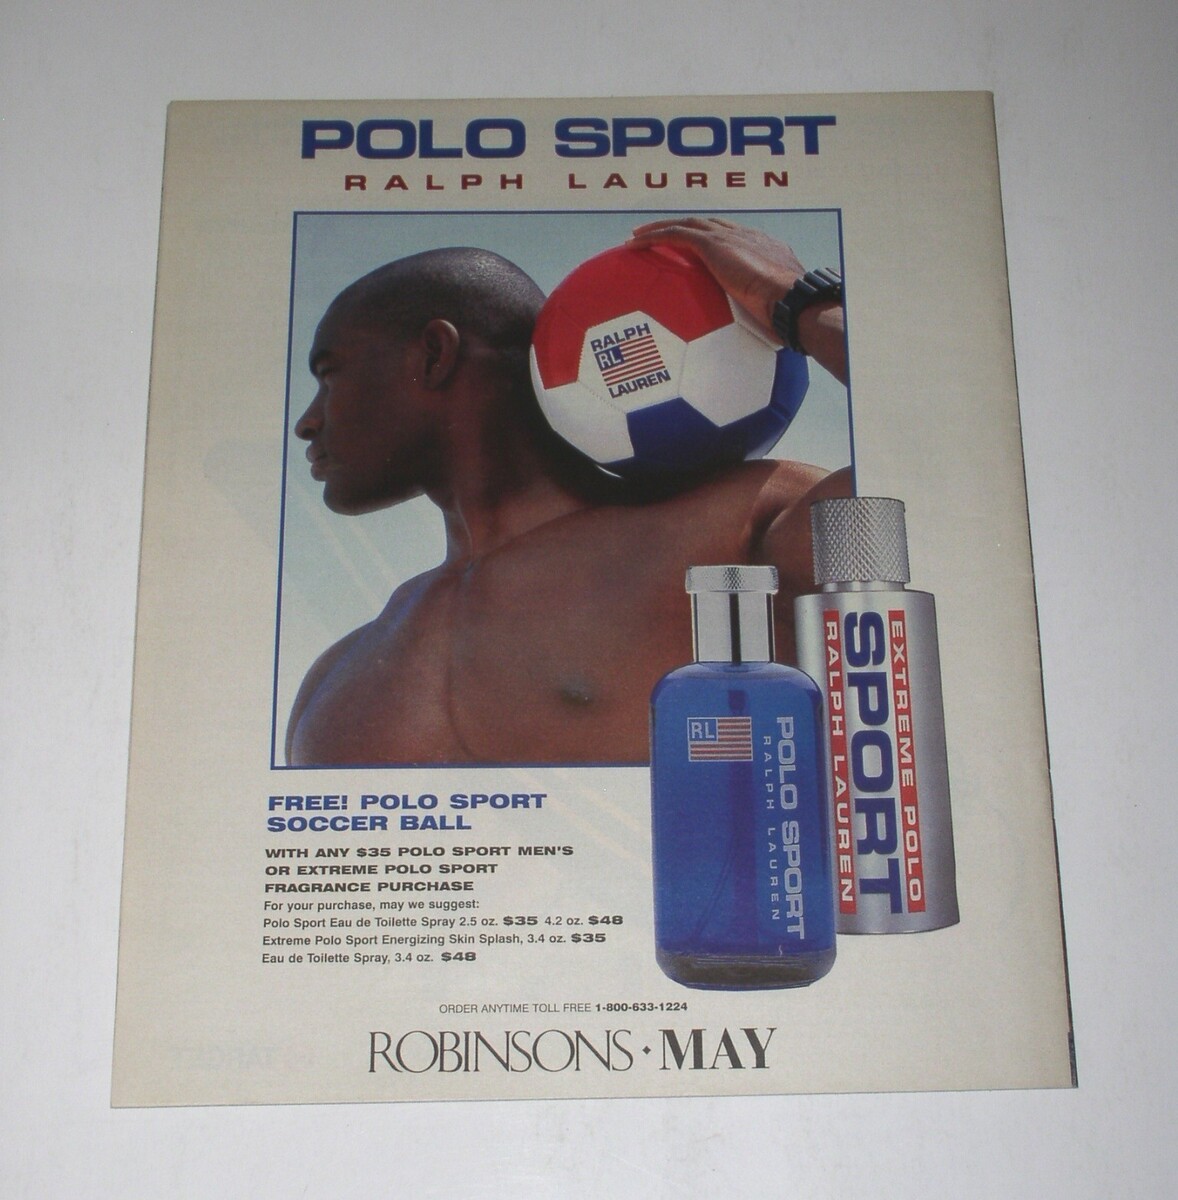 POLO SPORT
RALPH LAUREN
RALPH
RL
LAUREN
EXTREME POLO
SPORT
RALPH LAUREN
RL
POLO SPORT
RALPH LAUREN
FREE! POLO SPORT
SOCCER BALL
WITH ANY $35 POLO SPORT MEN'S
OR EXTREME POLO SPORT
FRAGRANCE PURCHASE
For your purchase, may we suggest:
Polo Sport Eau de Toilette Spray 2.5 oz. $35 4.2 oz. $48
Extreme Polo Sport Energizing Skin Splash, 3.4 oz. $35
Eau de Toilette Spray, 3.4 oz. $48
ORDER ANYTIME TOLL FREE 1-800-633-1224
ROBINSONS·MAY